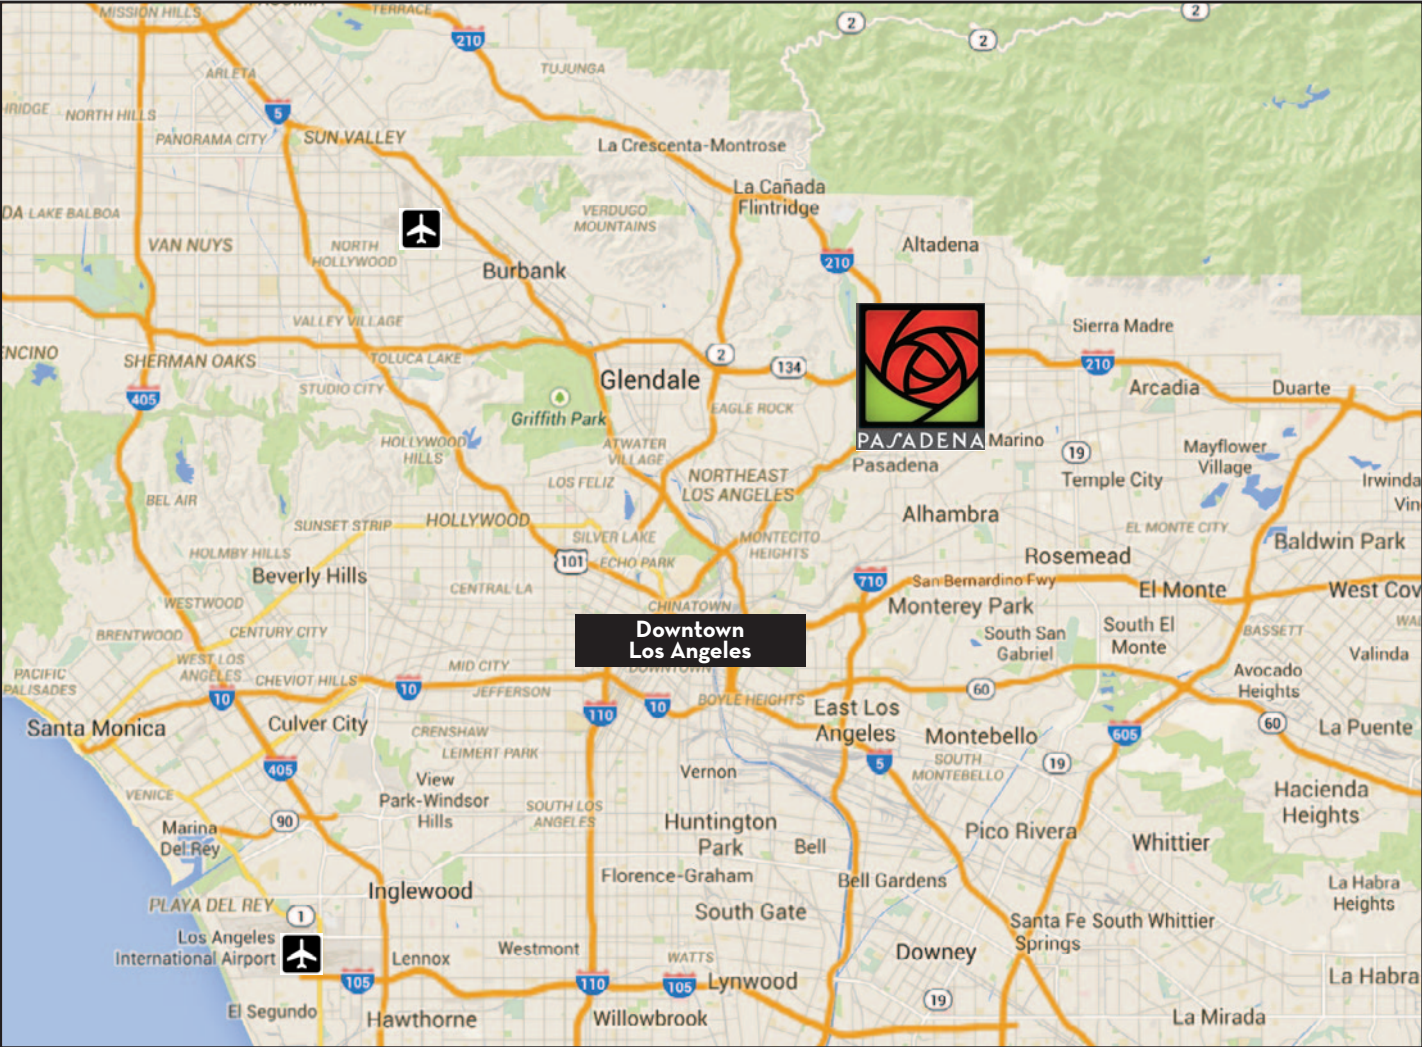 MISSION HILLS
TERRACE
2
2
2
210
ARLETA
TUJUNGA
NORTH HILLS
5
PANORAMA CITY
SUN VALLEY
La Crescenta-Montrose
La Cañada
Flintridge
LAKE BALBOA
VERDUGO
MOUNTAINS
VAN NUYS
NORTH
HOLLYWOOD
Altadena
210
Burbank
VALLEY VILLAGE
Sierra Madre
ENCINO
SHERMAN OAKS
TOLUCA LAKE
2
134
210
STUDIO CITY
Glendale
Arcadia
Duarte
405
EAGLE ROCK
Griffith Park
PASADENA
Marino
HOLLYWOOD
HILLS
ATWATER
VILLAGE
19
Mayflower
Village
Pasadena
BEL AIR
LOS FELIZ
NORTHEAST
LOS ANGELES
Temple City
Irwinda
Vin
SUNSET STRIP
HOLLYWOOD
Alhambra
EL MONTE CITY
SILVER LAKE
MONTECITO
HEIGHTS
Baldwin Park
HOLMBY HILLS
101
ECHO PARK
Rosemead
Beverly Hills
CENTRAL LA
710
San Bernardino Fwy
El Monte
West Cov
WESTWOOD
CHINATOWN
Monterey Park
BRENTWOOD
CENTURY CITY
Downtown
Los Angeles
South San
Gabriel
South El
Monte
BASSETT
WA
PACIFIC
PALISADES
WEST LOS
ANGELES
CHEVIOT HILLS
MID CITY
DOWNTOWN
Valinda
10
10
JEFFERSON
10
BOYLE HEIGHTS
60
Avocado
Heights
Santa Monica
Culver City
110
East Los
Angeles
60
La Puente
CRENSHAW
LEIMERT PARK
Montebello
605
405
5
SOUTH
MONTEBELLO
19
View
Park-Windsor
Hills
Vernon
VENICE
SOUTH LOS
ANGELES
Hacienda
Heights
Marina
Del Rey
90
Huntington
Park
Bell
Pico Rivera
Whittier
Inglewood
Florence-Graham
Bell Gardens
La Habra
Heights
PLAYA DEL REY
1
South Gate
Santa Fe
Springs
South Whittier
Los Angeles
International Airport
Lennox
Westmont
WATTS
Downey
105
110
105
Lynwood
La Habra
19
El Segundo
Hawthorne
Willowbrook
La Mirada